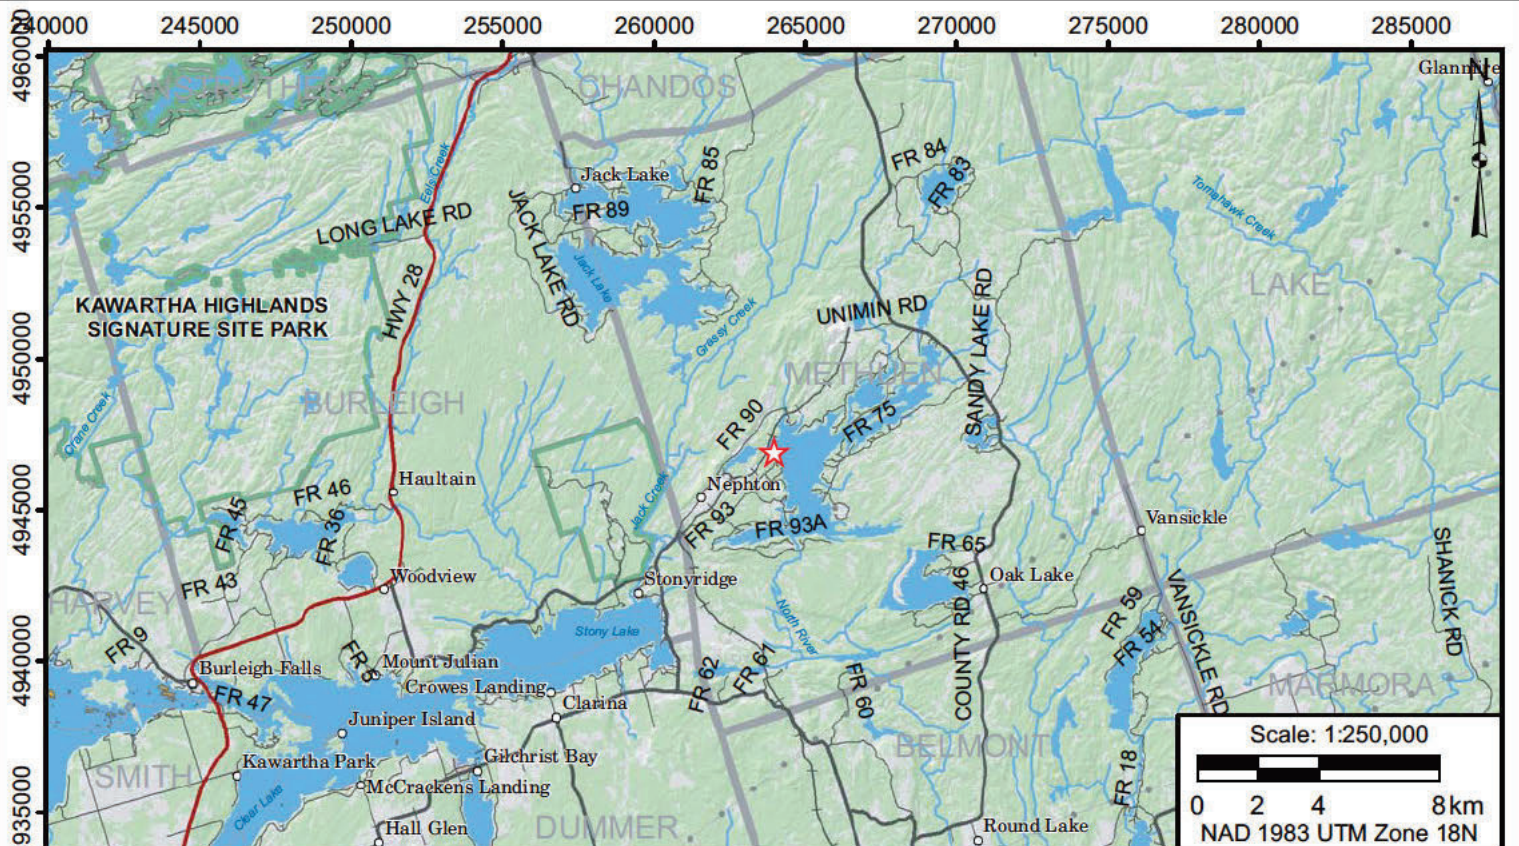 240000 245000 250000 255000 260000 265000 270000 275000 280000 285000
4960000
4955000
4950000
4945000
4940000
935000
ANSTRUTHER
CHANDOS
Glanmire
N
Eels Creek
Jack Lake
FR 85
FR 84
FR 83
FR 89
LONG LAKE RD
JACK LAKE RD
Tomahawk Creek
Jack Lake
HWY 28
KAWARTHA HIGHLANDS
SIGNATURE SITE PARK
Grassy Creek
UNIMIN RD
SANDY LAKE RD
LAKE
METHUEN
BURLEIGH
Crane Creek
FR 90
FR 75
Haultain
FR 46
FR 45
FR 36
Nephton
Jack Creek
FR 93
FR 93A
Vansickle
FR 65
SHANICK RD
Woodview
FR 43
Stonyridge
Oak Lake
COUNTY RD 46
HARVEY
FR 9
FR 59
FR 54
VANSICKLE RD
North River
Stony Lake
FR 5
Mount Julian
Burleigh Falls
FR 47
Crowes Landing
Clarina
FR 62
FR 61
FR 60
MARMORA
Juniper Island
BELMONT
Gilchrist Bay
Kawartha Park
SMITH
McCrackens Landing
FR 18
Clear Lake
Hall Glen
DUMMER
Round Lake
Scale: 1:250,000
0 2 4 8 km
NAD 1983 UTM Zone 18N